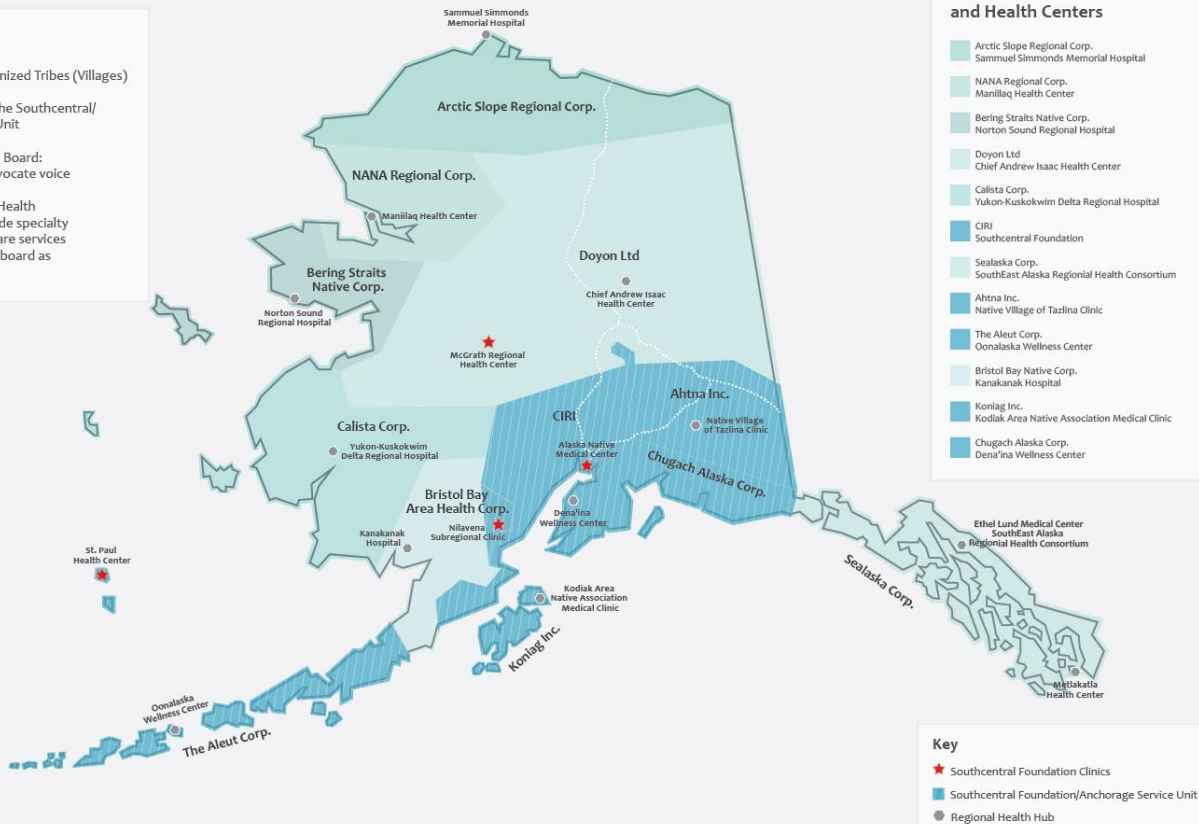 nized Tribes (Villages)
he Southcentral/
Unit
Board:
vocate voice
Health
de specialty
are services
board as
Sammuel Simmonds
Memorial Hospital
Arctic Slope Regional Corp.
NANA Regional Corp.
Maniilaq Health Center
Bering Straits
Native Corp.
Norton Sound
Regional Hospital
Doyon Ltd
Chief Andrew Isaac
Health Center
McGrath Regional
Health Center
Calista Corp.
Yukon-Kuskokwim
Delta Regional Hospital
CIRI
Ahtna Inc.
Native Village
of Tazlina Clinic
Alaska Native
Medical Center
Chugach Alaska Corp.
Bristol Bay
Area Health Corp.
Nilavena
Subregional Clinic
Dena'ina
Wellness Center
Kanakanak
Hospital
St. Paul
Health Center
Kodiak Area
Native Association
Medical Clinic
Koniag Inc.
Oonalaska
Wellness Center
The Aleut Corp.
Sealaska Corp.
Ethel Lund Medical Center
SouthEast Alaska
Regionial Health Consortium
Metlakatla
Health Center
and Health Centers
Arctic Slope Regional Corp.
Sammuel Simmonds Memorial Hospital
NANA Regional Corp.
Maniilaq Health Center
Bering Straits Native Corp.
Norton Sound Regional Hospital
Doyon Ltd
Chief Andrew Isaac Health Center
Calista Corp.
Yukon-Kuskokwim Delta Regional Hospital
CIRI
Southcentral Foundation
Sealaska Corp.
SouthEast Alaska Regionial Health Consortium
Ahtna Inc.
Native Village of Tazlina Clinic
The Aleut Corp.
Oonalaska Wellness Center
Bristol Bay Native Corp.
Kanakanak Hospital
Koniag Inc.
Kodiak Area Native Association Medical Clinic
Chugach Alaska Corp.
Dena'ina Wellness Center
Key
Southcentral Foundation Clinics
Southcentral Foundation/Anchorage Service Unit
Regional Health Hub